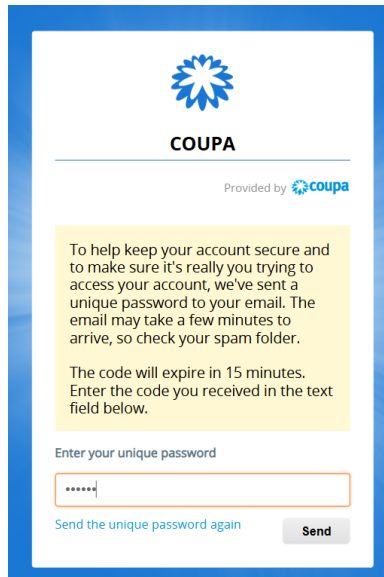 COUPA
Provided by coupa
To help keep your account secure and
to make sure it's really you trying to
access your account, we've sent a
unique password to your email. The
email may take a few minutes to
arrive, so check your spam folder.
The code will expire in 15 minutes.
Enter the code you received in the text
field below.
Enter your unique password
••••••
Send the unique password again
Send